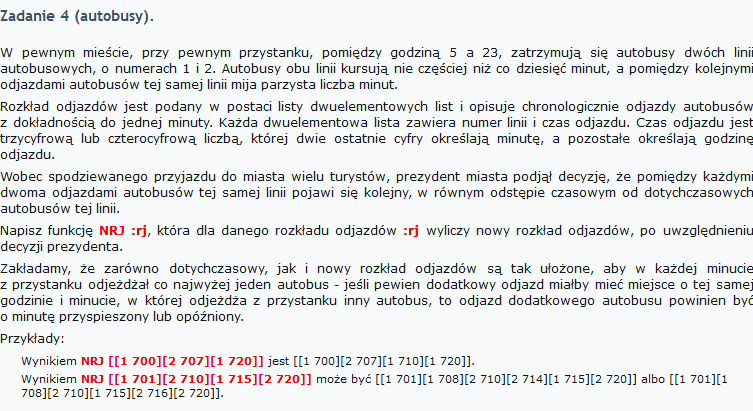 Zadanie 4 (autobusy).
W pewnym mieście, przy pewnym przystanku, pomiędzy godziną 5 a 23, zatrzymują się autobusy dwóch linii
autobusowych, o numerach 1 i 2. Autobusy obu linii kursują nie częściej niż co dziesięć minut, a pomiędzy kolejnymi
odjazdami autobusów tej samej linii mija parzysta liczba minut.
Rozkład odjazdów jest podany w postaci listy dwuelementowych list i opisuje chronologicznie odjazdy autobusów
z dokładnością do jednej minuty. Każda dwuelementowa lista zawiera numer linii i czas odjazdu. Czas odjazdu jest
trzycyfrową lub czterocyfrową liczbą, której dwie ostatnie cyfry określają minutę, a pozostałe określają godzinę
odjazdu.
Wobec spodziewanego przyjazdu do miasta wielu turystów, prezydent miasta podjął decyzję, że pomiędzy każdymi
dwoma odjazdami autobusów tej samej linii pojawi się kolejny, w równym odstępie czasowym od dotychczasowych
autobusów tej linii.
Napisz funkcję NRJ :rj, która dla danego rozkładu odjazdów :rj wyliczy nowy rozkład odjazdów, po uwzględnieniu
decyzji prezydenta.
Zakładamy, że zarówno dotychczasowy, jak i nowy rozkład odjazdów są tak ułożone, aby w każdej minucie
z przystanku odjeżdżał co najwyżej jeden autobus - jeśli pewien dodatkowy odjazd miałby mieć miejsce o tej samej
godzinie i minucie, w której odjeżdża z przystanku inny autobus, to odjazd dodatkowego autobusu powinien być
o minutę przyspieszony lub opóźniony.
Przykłady:
Wynikiem NRJ [[1 700][2 707][1 720]] jest [[1 700][2 707][1 710][1 720]].
Wynikiem NRJ [[1 701][2 710][1 715][2 720]] może być [[1 701][1 708][2 710][2 714][1 715][2 720]] albo [[1 701][1
708][2 710][1 715][2 716][2 720]].